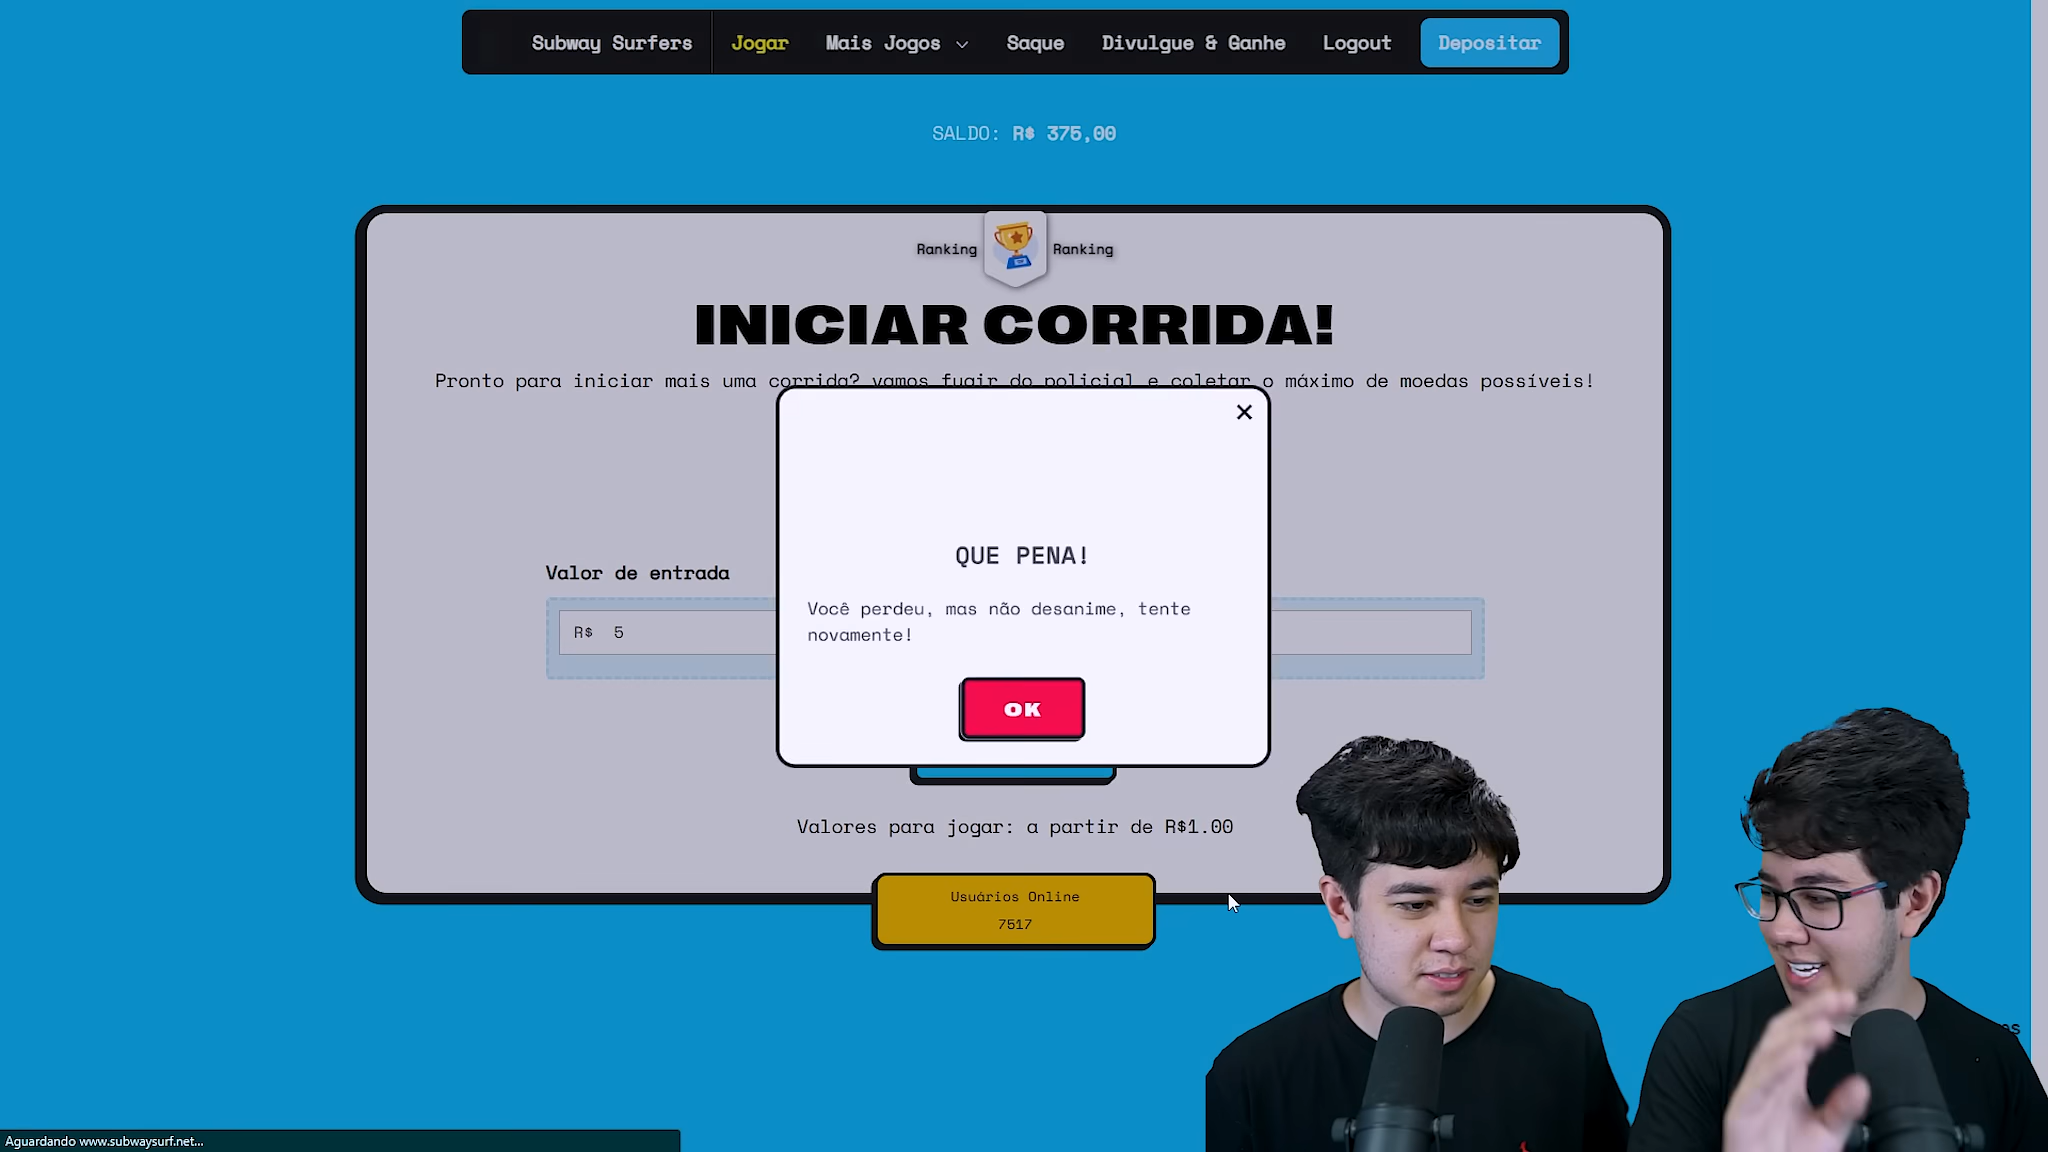 Subway Surfers Jogar Mais Jogos Saque Divulgue & Ganhe Logout Depositar
SALDO: R$ 375,00
Ranking Ranking
INICIAR CORRIDA!
Pronto para iniciar mais uma corrida? vamos fugir do policial e coletar o máximo de moedas possíveis!
QUE PENA!
Valor de entrada
Você perdeu, mas não desanime, tente
novamente!
R$ 5
OK
Valores para jogar: a partir de R$1.00
Usuários Online
7517
Aguardando www.subwaysurf.net...